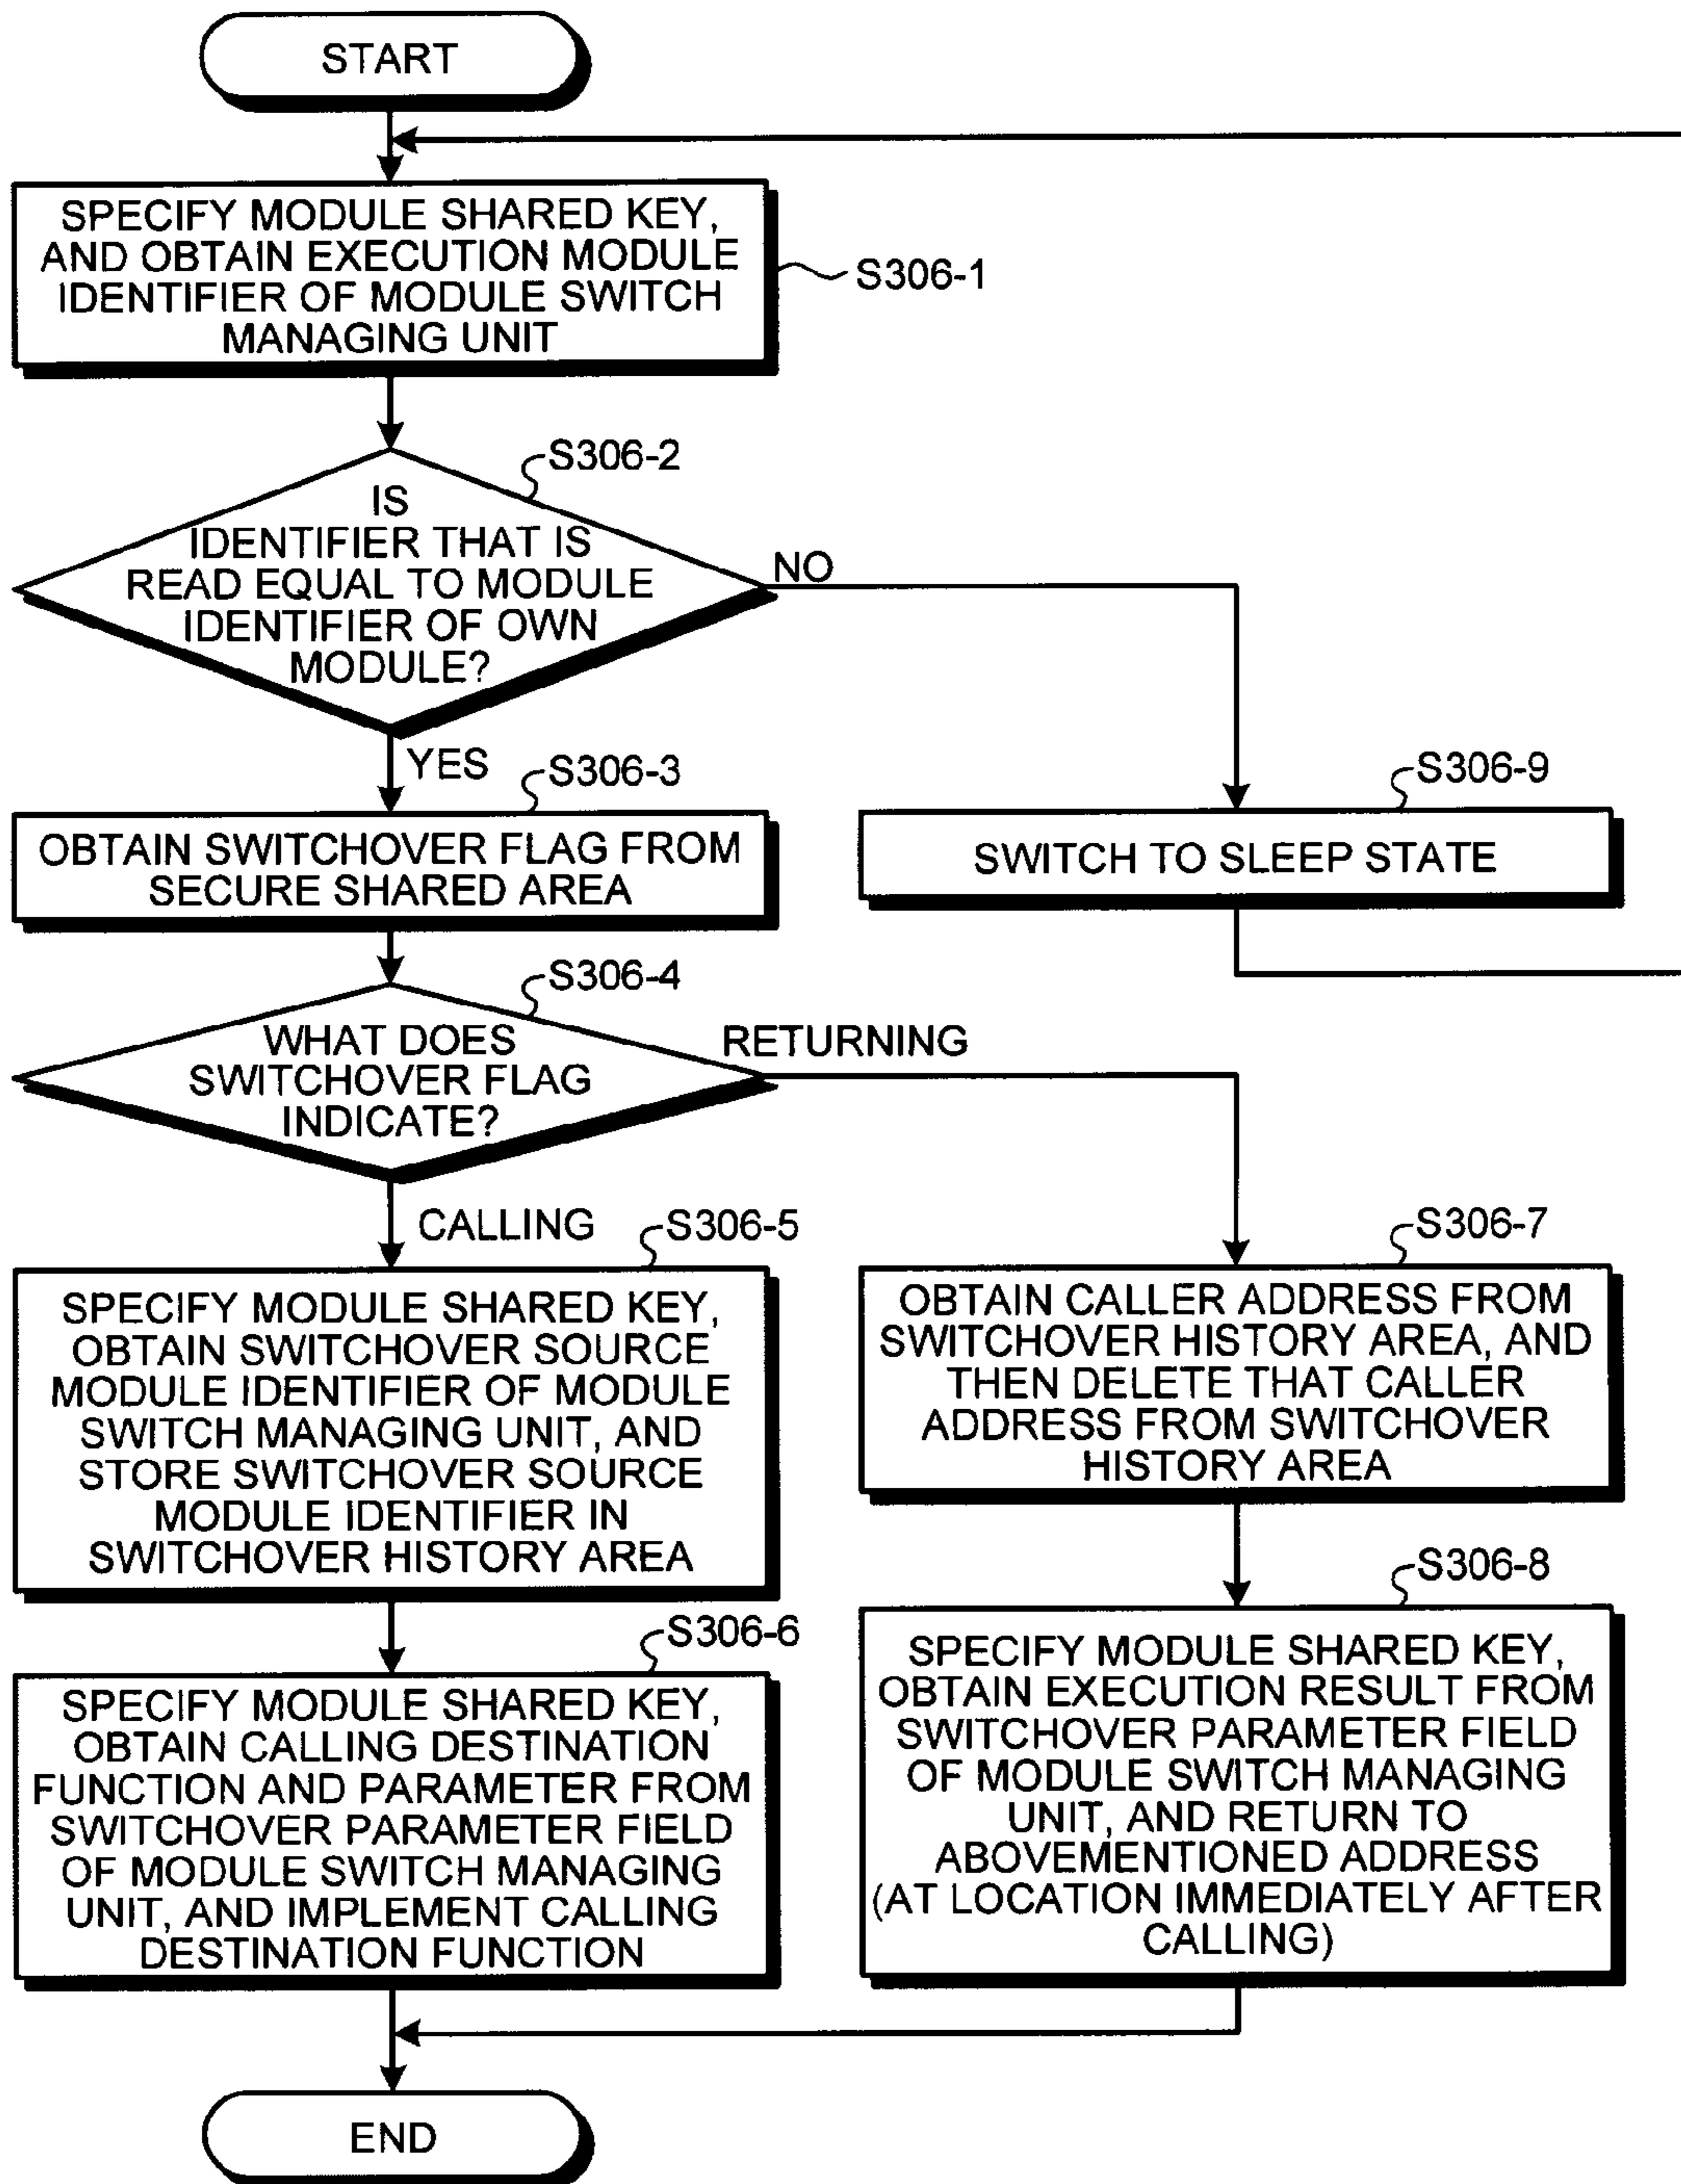 START
SPECIFY MODULE SHARED KEY,
AND OBTAIN EXECUTION MODULE
IDENTIFIER OF MODULE SWITCH
MANAGING UNIT
S306-1
S306-2
IS
IDENTIFIER THAT IS
READ EQUAL TO MODULE
IDENTIFIER OF OWN
MODULE?
NO
YES
S306-3
OBTAIN SWITCHOVER FLAG FROM
SECURE SHARED AREA
S306-9
SWITCH TO SLEEP STATE
S306-4
WHAT DOES
SWITCHOVER FLAG
INDICATE?
RETURNING
CALLING
S306-5
SPECIFY MODULE SHARED KEY,
OBTAIN SWITCHOVER SOURCE
MODULE IDENTIFIER OF MODULE
SWITCH MANAGING UNIT, AND
STORE SWITCHOVER SOURCE
MODULE IDENTIFIER IN
SWITCHOVER HISTORY AREA
S306-6
SPECIFY MODULE SHARED KEY,
OBTAIN CALLING DESTINATION
FUNCTION AND PARAMETER FROM
SWITCHOVER PARAMETER FIELD
OF MODULE SWITCH MANAGING
UNIT, AND IMPLEMENT CALLING
DESTINATION FUNCTION
S306-7
OBTAIN CALLER ADDRESS FROM
SWITCHOVER HISTORY AREA, AND
THEN DELETE THAT CALLER
ADDRESS FROM SWITCHOVER
HISTORY AREA
S306-8
SPECIFY MODULE SHARED KEY,
OBTAIN EXECUTION RESULT FROM
SWITCHOVER PARAMETER FIELD
OF MODULE SWITCH MANAGING
UNIT, AND RETURN TO
ABOVEMENTIONED ADDRESS
(AT LOCATION IMMEDIATELY AFTER
CALLING)
END